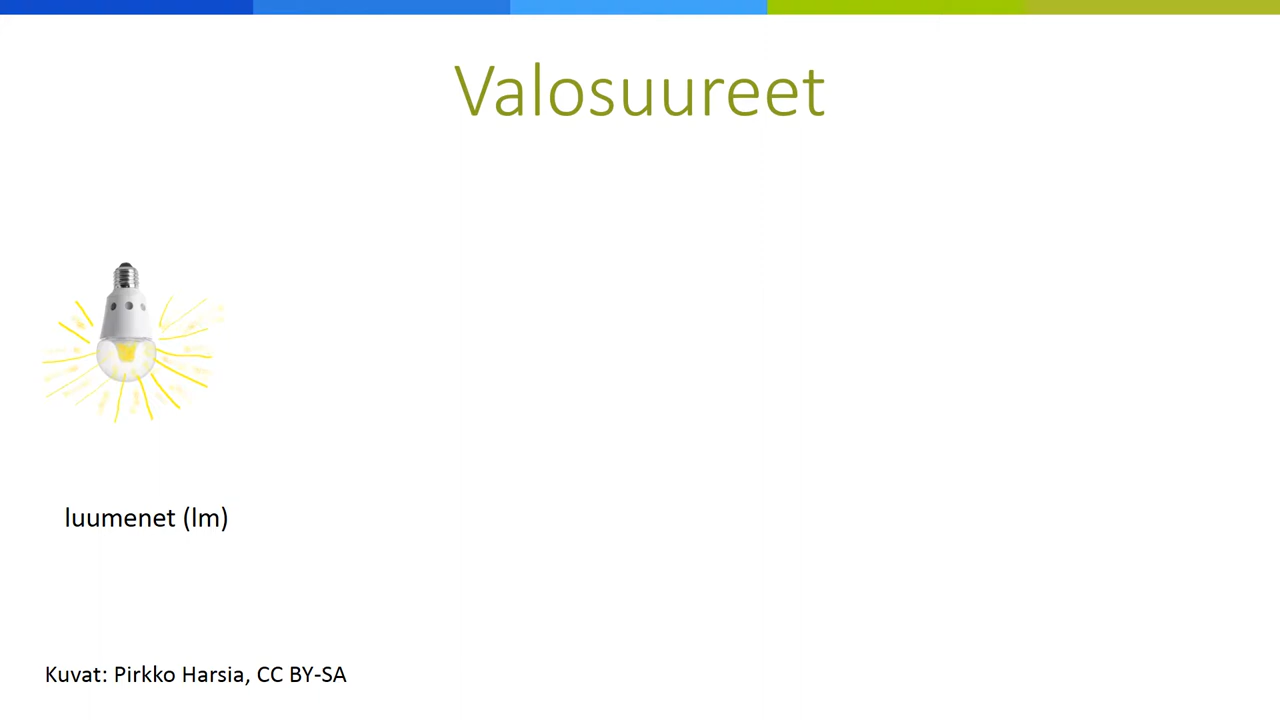 Valosuureet
luumenet (lm)
Kuvat: Pirkko Harsia, CC BY-SA